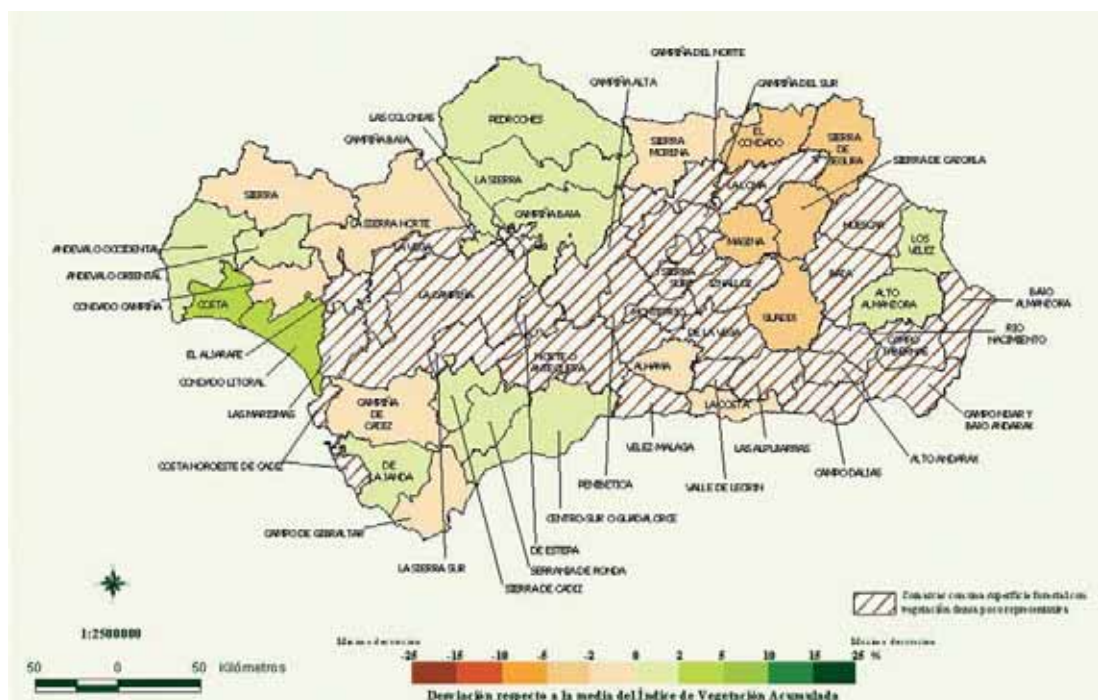 CAMPIÑA DEL NORTE
CAMPIÑA ALTA
CAMPIÑA DEL SUR
LAS COLONIAS
CAMPIÑA BAJA
PEDROCHES
SIERRA
MORENA
EL
CONDADO
SIERRA
DE
SEGURA
SIERRA DE CAZORLA
LA SIERRA
LA LOMA
SIERRA
CAMPIÑA BAJA
LA SIERRA NORTE
HUESCAR
LOS
VELEZ
LA VEGA
MAGINA
ANDEVALO OCCIDENTAL
ANDEVALO ORIENTAL
SIERRA
SUR
IZNALLOZ
BAZA
CONDADO CAMPIÑA
COSTA
LA CAMPIÑA
ALTO
ALMANZORA
BAJO
ALMANZORA
MONTEFRIO
GUADIX
DE LA VEGA
RIO
NACIMIENTO
CAMPO
TABERNAS
EL ALJARAFE
NORTE O
ANTEQUERA
ALHAMA
CONDADO LITORAL
CAMPIÑA
DE
CADIZ
LA COSTA
LAS MARISMAS
CAMPO NIJAR Y
BAJO ANDARAX
VELEZ-MALAGA
LAS ALPUJARRAS
ALTO ANDARAX
COSTA NOROESTE DE CADIZ
DE
LA JANDA
PENIBETICA
VALLE DE LECRIN
CAMPO DALIAS
CENTRO-SUR O GUADALORCE
CAMPO DE GIBRALTAR
DE ESTEPA
LA SIERRA SUR
SERRANIA DE RONDA
SIERRA DE CADIZ
Comarcas con una superficie forestal con
vegetación densa poco representativa
1:2500000
50 0 50 Kilómetros
-25 -15 -10 -5 -2 0 2 5 10 15 25 %
Desviación respecto a la media del Índice de Vegetación Acumulada